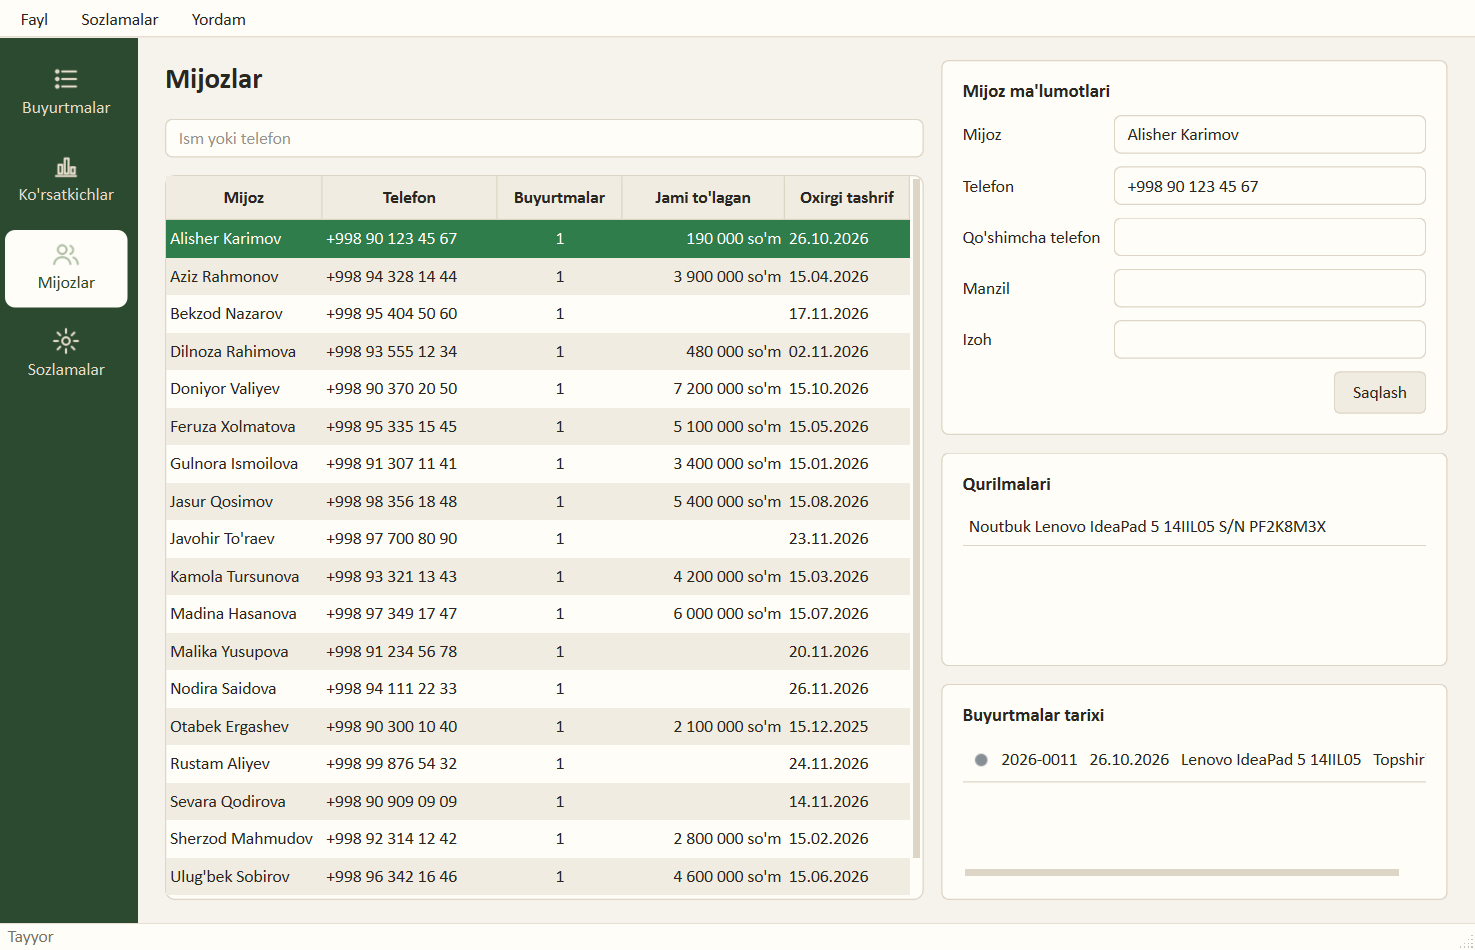 Fayl Sozlamalar Yordam
Buyurtmalar
Ko'rsatkichlar
Mijozlar
Sozlamalar
Mijozlar
Ism yoki telefon
Mijoz Telefon Buyurtmalar Jami to'lagan Oxirgi tashrif
Alisher Karimov +998 90 123 45 67 1 190 000 so'm 26.10.2026
Aziz Rahmonov +998 94 328 14 44 1 3 900 000 so'm 15.04.2026
Bekzod Nazarov +998 95 404 50 60 1 17.11.2026
Dilnoza Rahimova +998 93 555 12 34 1 480 000 so'm 02.11.2026
Doniyor Valiyev +998 90 370 20 50 1 7 200 000 so'm 15.10.2026
Feruza Xolmatova +998 95 335 15 45 1 5 100 000 so'm 15.05.2026
Gulnora Ismoilova +998 91 307 11 41 1 3 400 000 so'm 15.01.2026
Jasur Qosimov +998 98 356 18 48 1 5 400 000 so'm 15.08.2026
Javohir To'raev +998 97 700 80 90 1 23.11.2026
Kamola Tursunova +998 93 321 13 43 1 4 200 000 so'm 15.03.2026
Madina Hasanova +998 97 349 17 47 1 6 000 000 so'm 15.07.2026
Malika Yusupova +998 91 234 56 78 1 20.11.2026
Nodira Saidova +998 94 111 22 33 1 26.11.2026
Otabek Ergashev +998 90 300 10 40 1 2 100 000 so'm 15.12.2025
Rustam Aliyev +998 99 876 54 32 1 24.11.2026
Sevara Qodirova +998 90 909 09 09 1 14.11.2026
Sherzod Mahmudov +998 92 314 12 42 1 2 800 000 so'm 15.02.2026
Ulug'bek Sobirov +998 96 342 16 46 1 4 600 000 so'm 15.06.2026
Mijoz ma'lumotlari
Mijoz Alisher Karimov
Telefon +998 90 123 45 67
Qo'shimcha telefon
Manzil
Izoh
Saqlash
Qurilmalari
Noutbuk Lenovo IdeaPad 5 14IIL05 S/N PF2K8M3X
Buyurtmalar tarixi
2026-0011 26.10.2026 Lenovo IdeaPad 5 14IIL05 Topshir
Tayyor